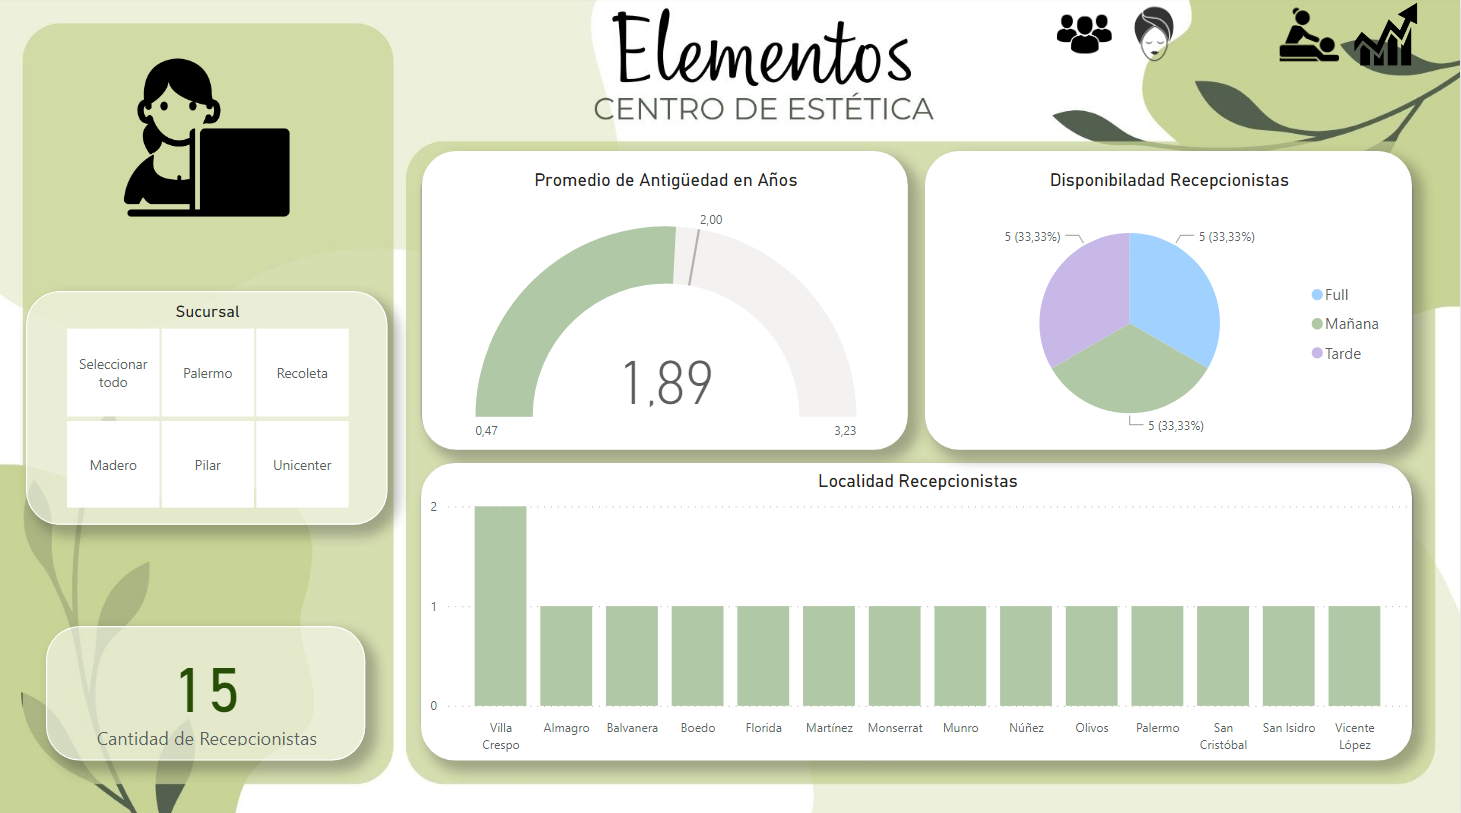 Elementos
CENTRO DE ESTÉTICA
Sucursal
Seleccionar
todo
Palermo
Recoleta
Madero
Pilar
Unicenter
15
Cantidad de Recepcionistas
Promedio de Antigüedad en Años
2,00
1,89
0,47
3,23
Disponibiladad Recepcionistas
5 (33,33%)
5 (33,33%)
5 (33,33%)
Full
Mañana
Tarde
Localidad Recepcionistas
2
1
0
Villa
Crespo
Almagro
Balvanera
Boedo
Florida
Martínez
Monserrat
Munro
Núñez
Olivos
Palermo
San
Cristóbal
San Isidro
Vicente
López